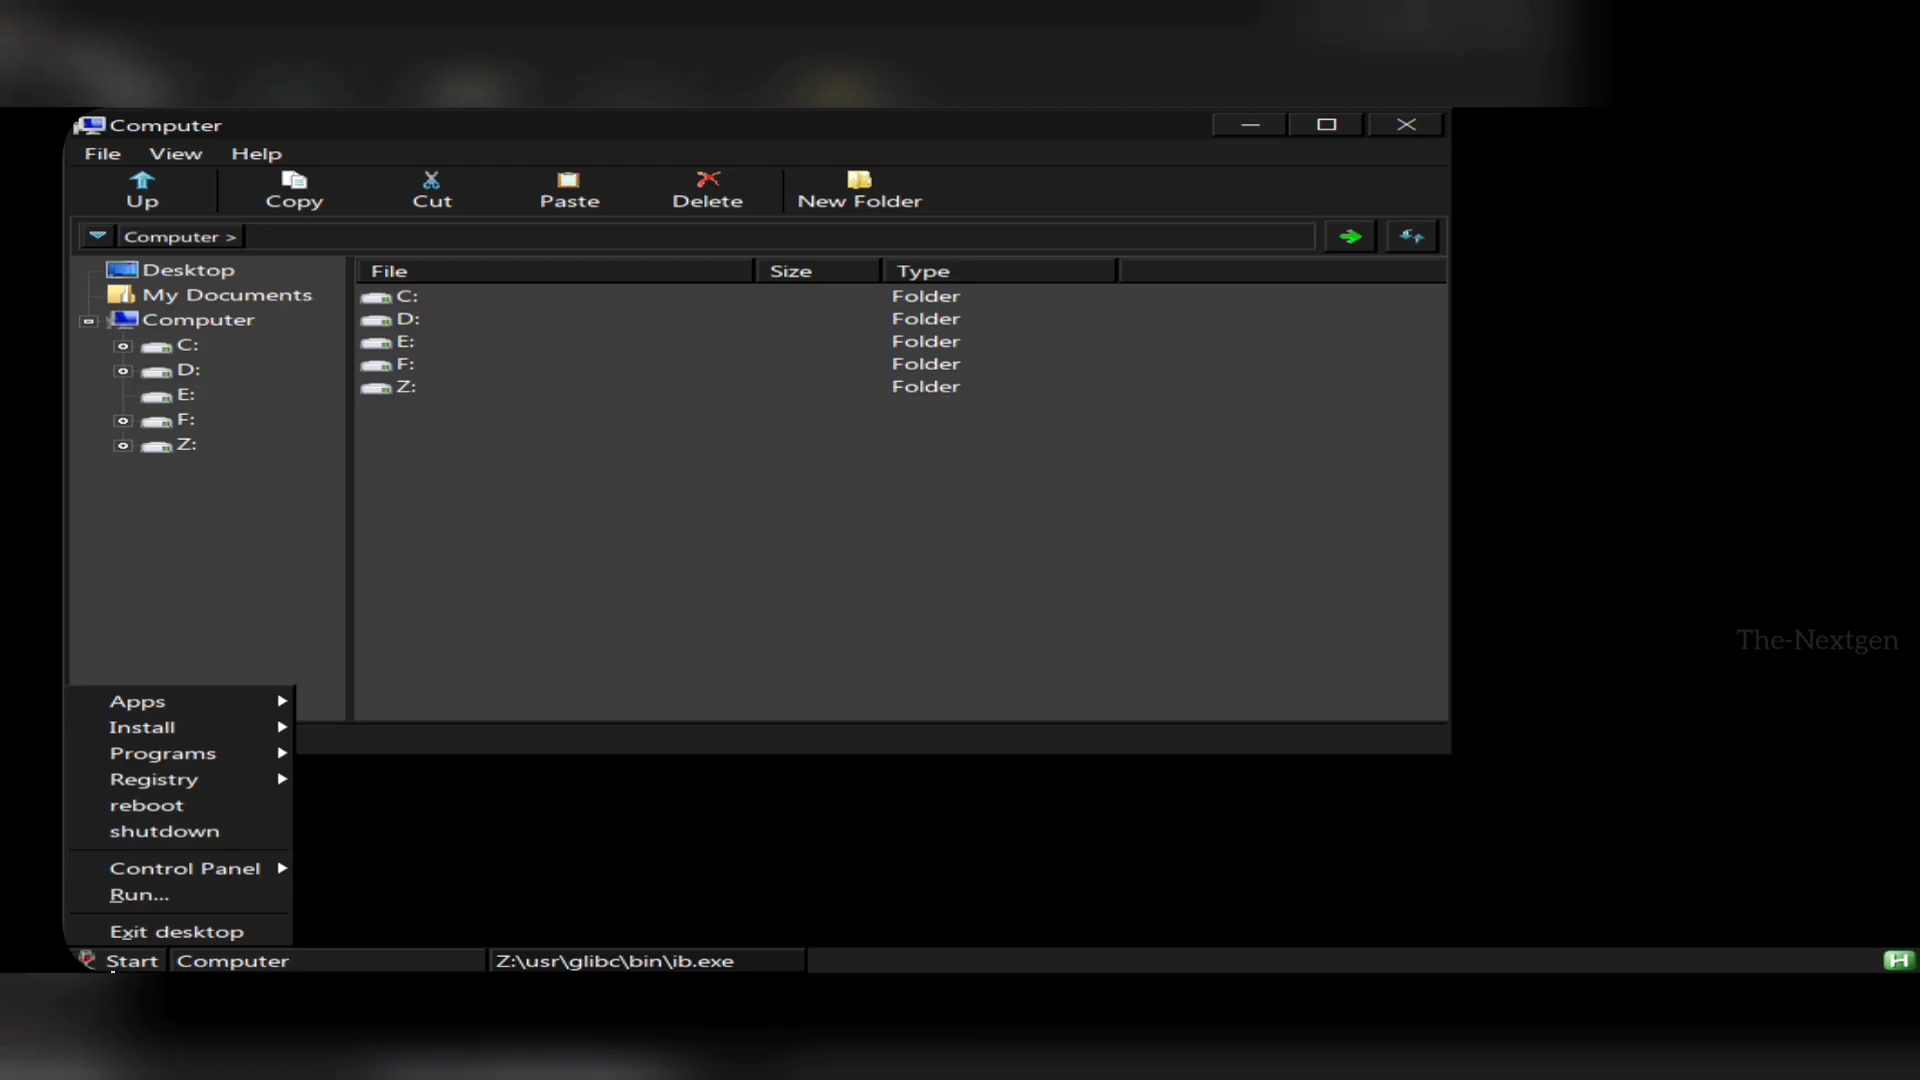 Computer
File View Help
Up Copy Cut Paste Delete New Folder
Computer >
Desktop
My Documents
Computer
C:
D:
E:
F:
Z:
File Size Type
C: Folder
D: Folder
E: Folder
F: Folder
Z: Folder
The-Nextgen
Apps
Install
Programs
Registry
reboot
shutdown
Control Panel
Run...
Exit desktop
Start Computer Z:\usr\glibc\bin\ib.exe H